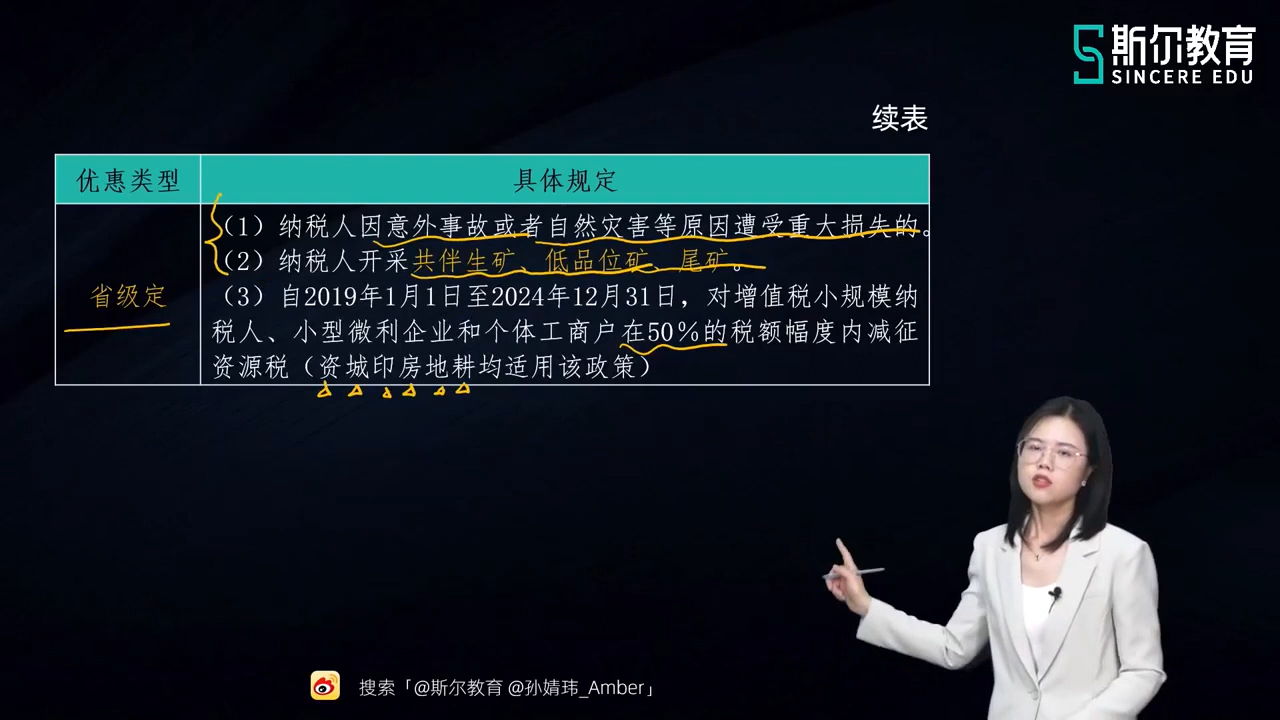 斯尔教育
SINCERE EDU
续表
优惠类型
具体规定
(1)纳税人因意外事故或者自然灾害等原因遭受重大损失的。
(2)纳税人开采共伴生矿、低品位矿、尾矿。
省级定
(3)自2019年1月1日至2024年12月31日，对增值税小规模纳
税人、小型微利企业和个体工商户在50%的税额幅度内减征
资源税（资城印房地耕均适用该政策）
搜索「@斯尔教育 @孙婧玮_Amber」